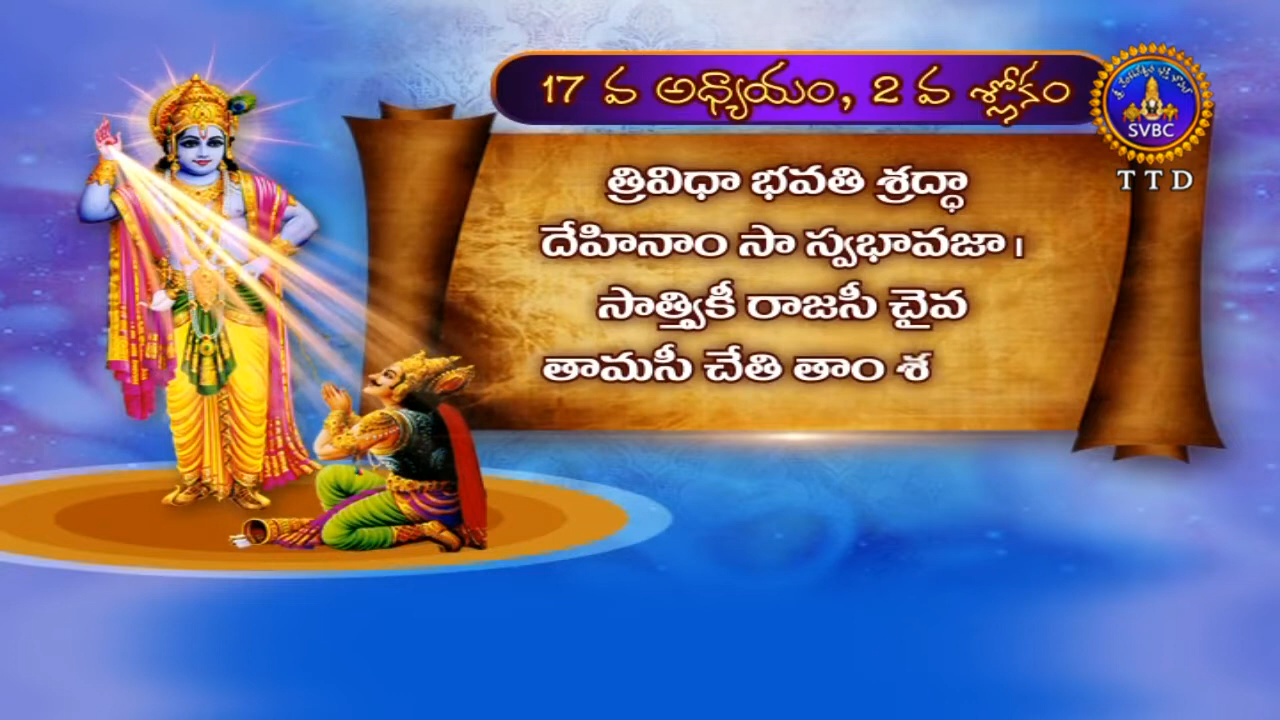 17 వ అధ్యాయం, 2 వ శ్లోకం
SVBC
TTD
త్రివిధా భవతి శ్రద్ధా
దేహినాం సా స్వభావజా ।
సాత్త్వికీ రాజసీ చైవ
తామసీ చేతి తాం శ